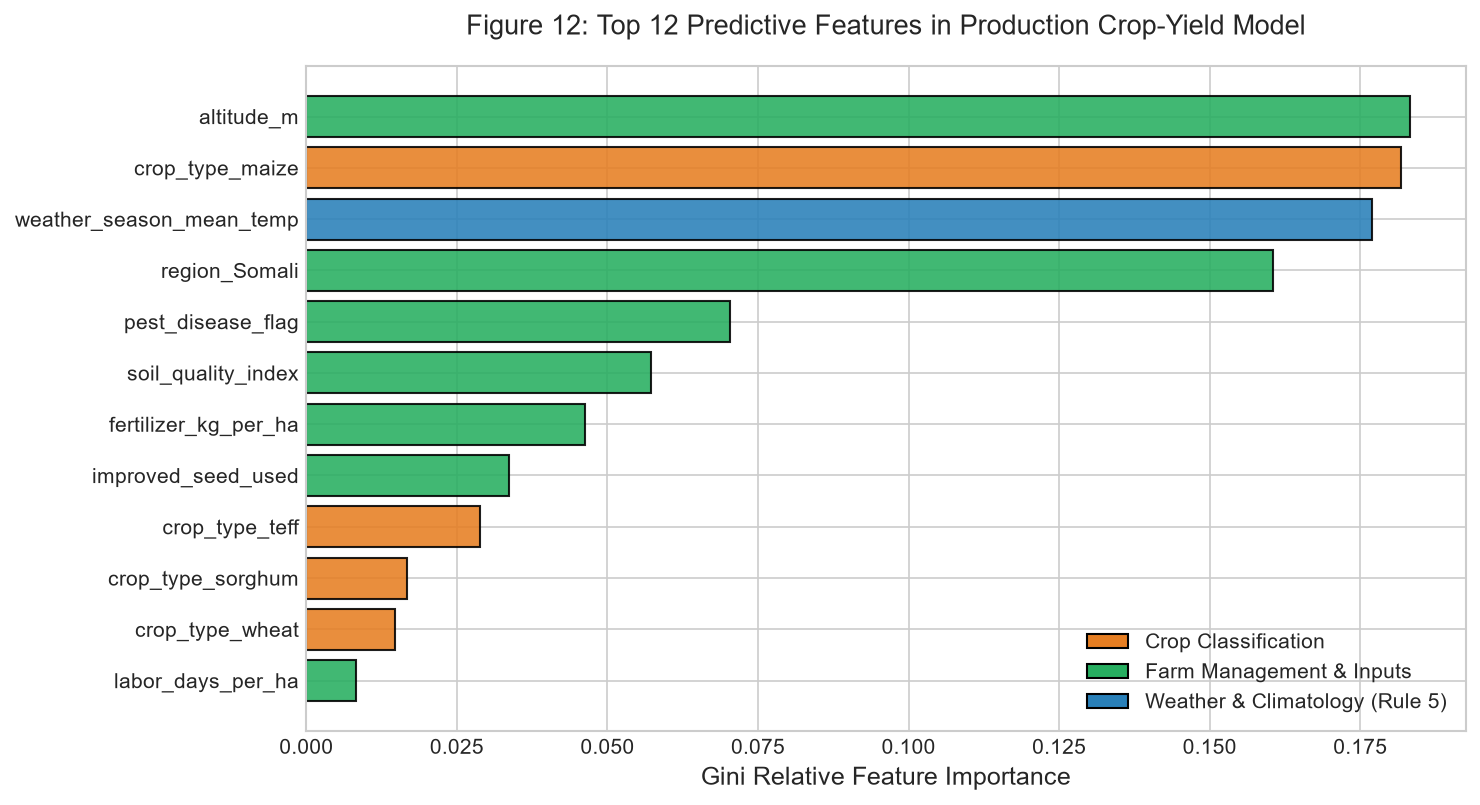 Figure 12: Top 12 Predictive Features in Production Crop-Yield Model
altitude_m
crop_type_maize
weather_season_mean_temp
region_Somali
pest_disease_flag
soil_quality_index
fertilizer_kg_per_ha
improved_seed_used
crop_type_teff
crop_type_sorghum
crop_type_wheat
labor_days_per_ha
Crop Classification
Farm Management & Inputs
Weather & Climatology (Rule 5)
0.000 0.025 0.050 0.075 0.100 0.125 0.150 0.175
Gini Relative Feature Importance